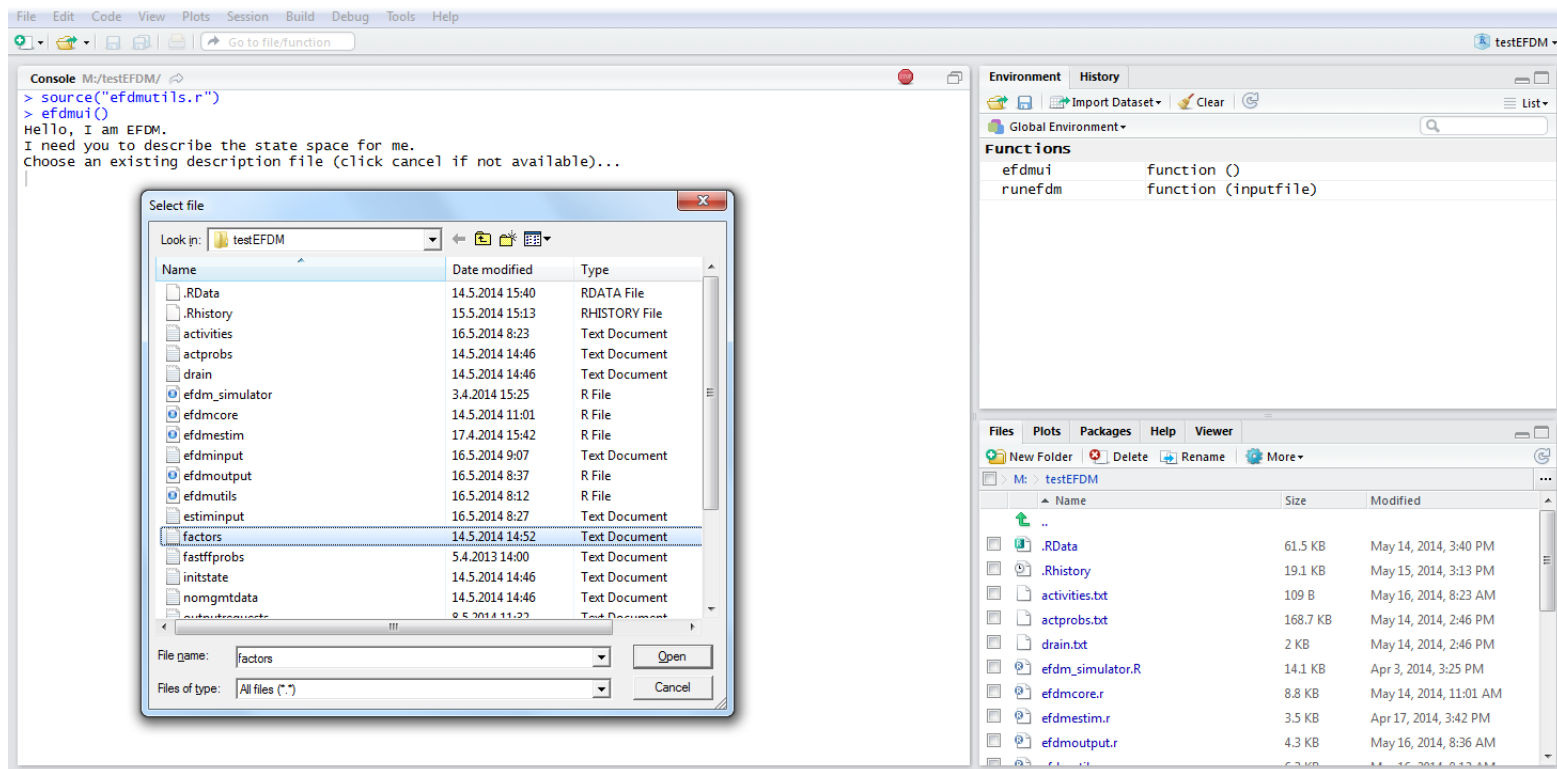 File Edit Code View Plots Session Build Debug Tools Help
Go to file/function
testEFDM
Console M:/testEFDM/
> source("efdmutils.r")
> efdmui()
Hello, I am EFDM.
I need you to describe the state space for me.
Choose an existing description file (click cancel if not available)...
Select file
Look in: testEFDM
Name Date modified Type
.RData 14.5.2014 15:40 RDATA File
.Rhistory 15.5.2014 15:13 RHISTORY File
activities 16.5.2014 8:23 Text Document
actprobs 14.5.2014 14:46 Text Document
drain 14.5.2014 14:46 Text Document
efdm_simulator 3.4.2014 15:25 R File
efdmcore 14.5.2014 11:01 R File
efdmestim 17.4.2014 15:42 R File
efdminput 16.5.2014 9:07 Text Document
efdmoutput 16.5.2014 8:37 R File
efdmutils 16.5.2014 8:12 R File
estiminput 16.5.2014 8:27 Text Document
factors 14.5.2014 14:52 Text Document
fastffprobs 5.4.2013 14:00 Text Document
initstate 14.5.2014 14:46 Text Document
nomgmtdata 14.5.2014 14:46 Text Document
outputrequests 8.5.2014 11:32 Text Document
File name: factors Open
Files of type: All files (*.*) Cancel
Environment History
Import Dataset Clear List
Global Environment
Functions
efdmui function ()
runefdm function (inputfile)
Files Plots Packages Help Viewer
New Folder Delete Rename More
M: testEFDM
Name Size Modified
..
.RData 61.5 KB May 14, 2014, 3:40 PM
.Rhistory 19.1 KB May 15, 2014, 3:13 PM
activities.txt 109 B May 16, 2014, 8:23 AM
actprobs.txt 168.7 KB May 14, 2014, 2:46 PM
drain.txt 2 KB May 14, 2014, 2:46 PM
efdm_simulator.R 14.1 KB Apr 3, 2014, 3:25 PM
efdmcore.r 8.8 KB May 14, 2014, 11:01 AM
efdmestim.r 3.5 KB Apr 17, 2014, 3:42 PM
efdmoutput.r 4.3 KB May 16, 2014, 8:36 AM